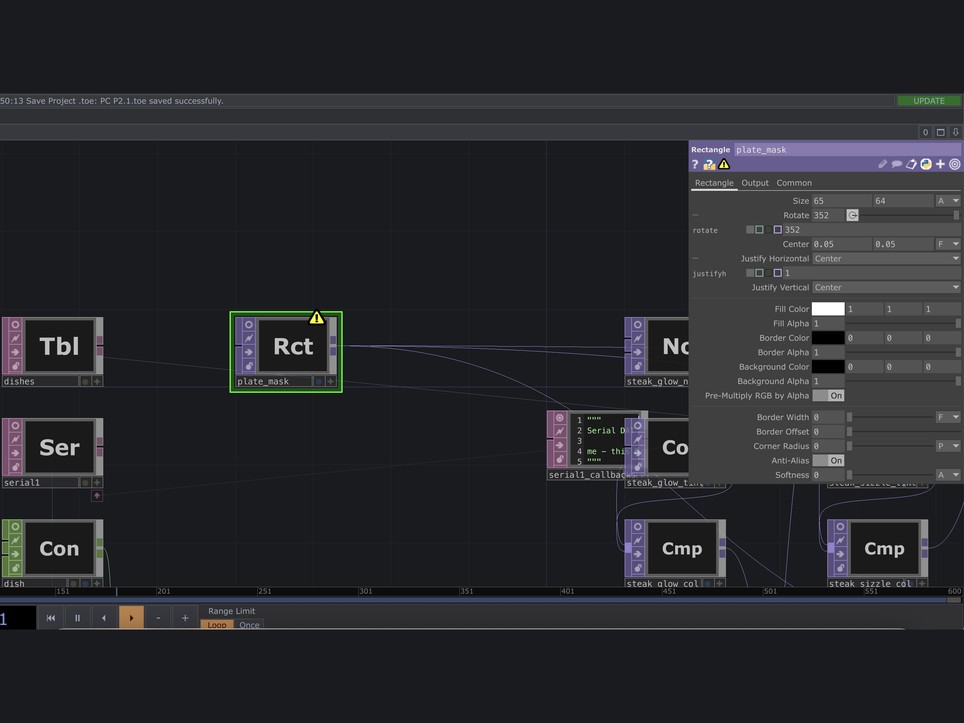 50:13 Save Project .toe: PC P2.1.toe saved successfully.
UPDATE
0
Rectangle plate_mask
Rectangle Output Common
Size 65 64 A
Rotate 352
rotate 352
Center 0.05 0.05 F
Justify Horizontal Center
justifyh 1
Justify Vertical Center
Fill Color 1 1 1
Fill Alpha 1
Border Color 0 0 0
Border Alpha 1
Background Color 0 0 0
Background Alpha 1
Pre-Multiply RGB by Alpha On
Border Width 0 F
Border Offset 0
Corner Radius 0 P
Anti-Alias On
Softness 0 A
Tbl
dishes
Rct
plate_mask
No
steak_glow_n
Ser
serial1
1 """
2 Serial D
3
4 me - thi
5 """
serial1_callback
Co
steak_glow_tint
Con
dish
Cmp
steak_glow_col
Cmp
steak_sizzle_col
151 201 251 301 351 401 451 501 551 600
1
Range Limit
Loop Once